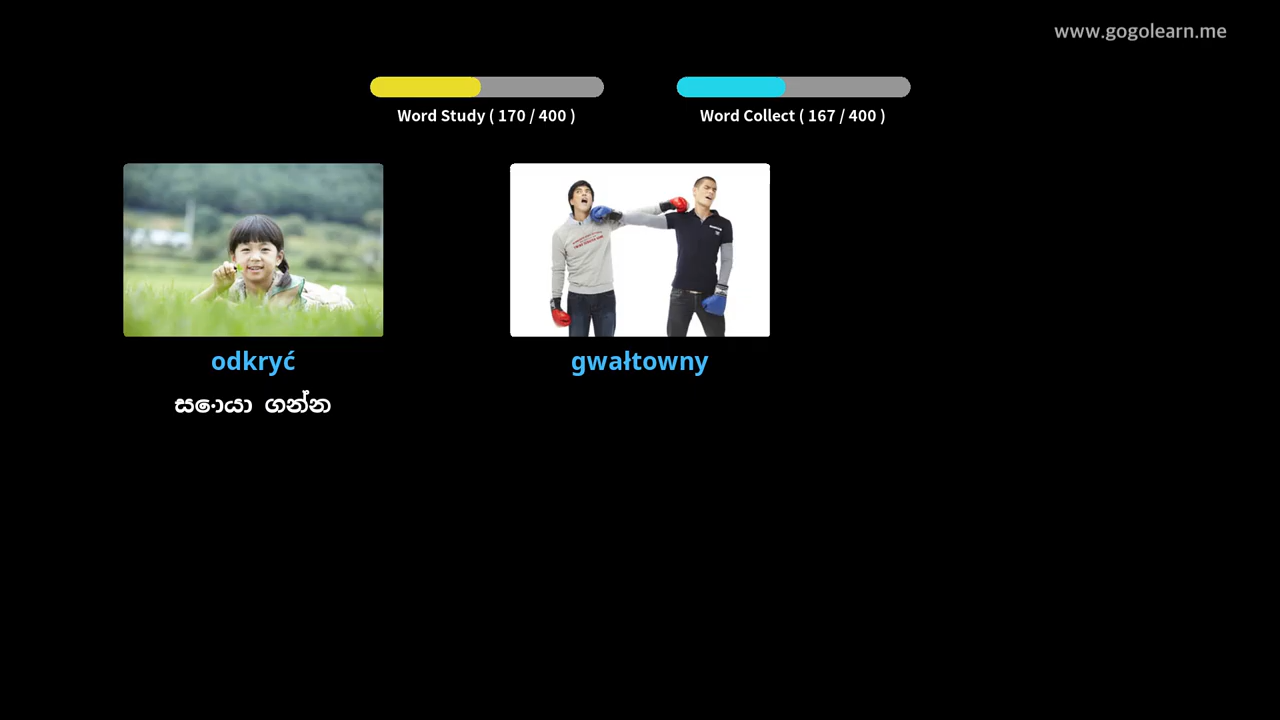 www.gogolearn.me
Word Study ( 170 / 400 )
Word Collect ( 167 / 400 )
odkryć
gwałtowny
සොයා ගන්න